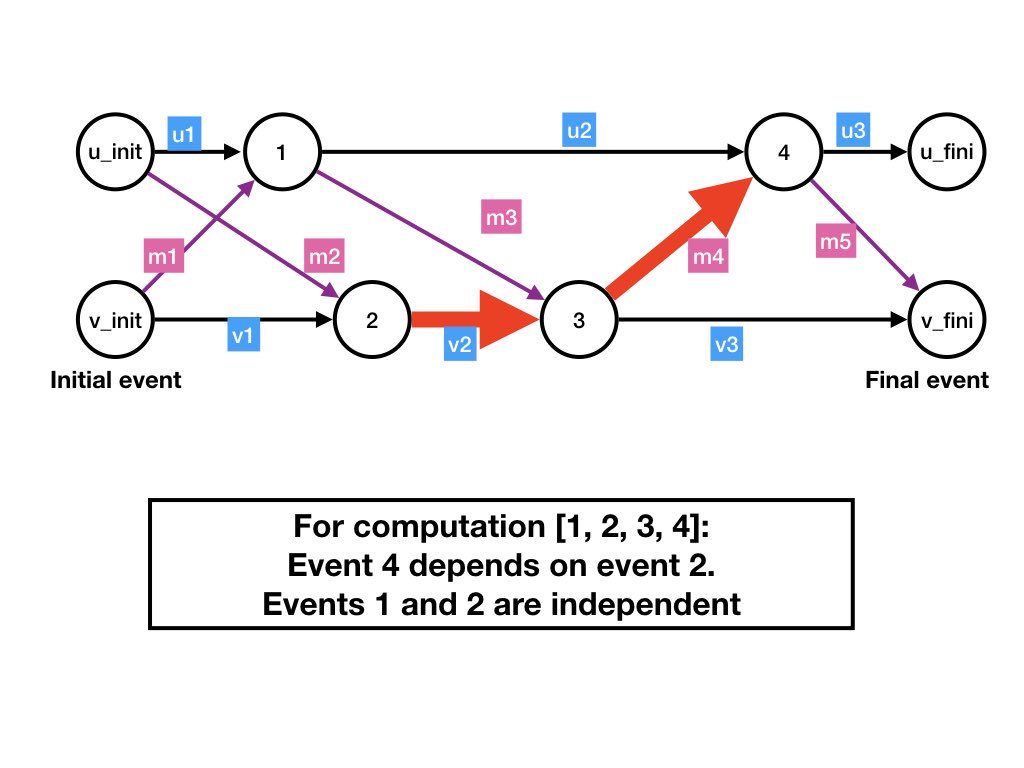 u1
u2
u3
u_init
1
4
u_fini
m3
m1
m2
m4
m5
v_init
2
3
v_fini
v1
v2
v3
Initial event
Final event
For computation [1, 2, 3, 4]:
Event 4 depends on event 2.
Events 1 and 2 are independent